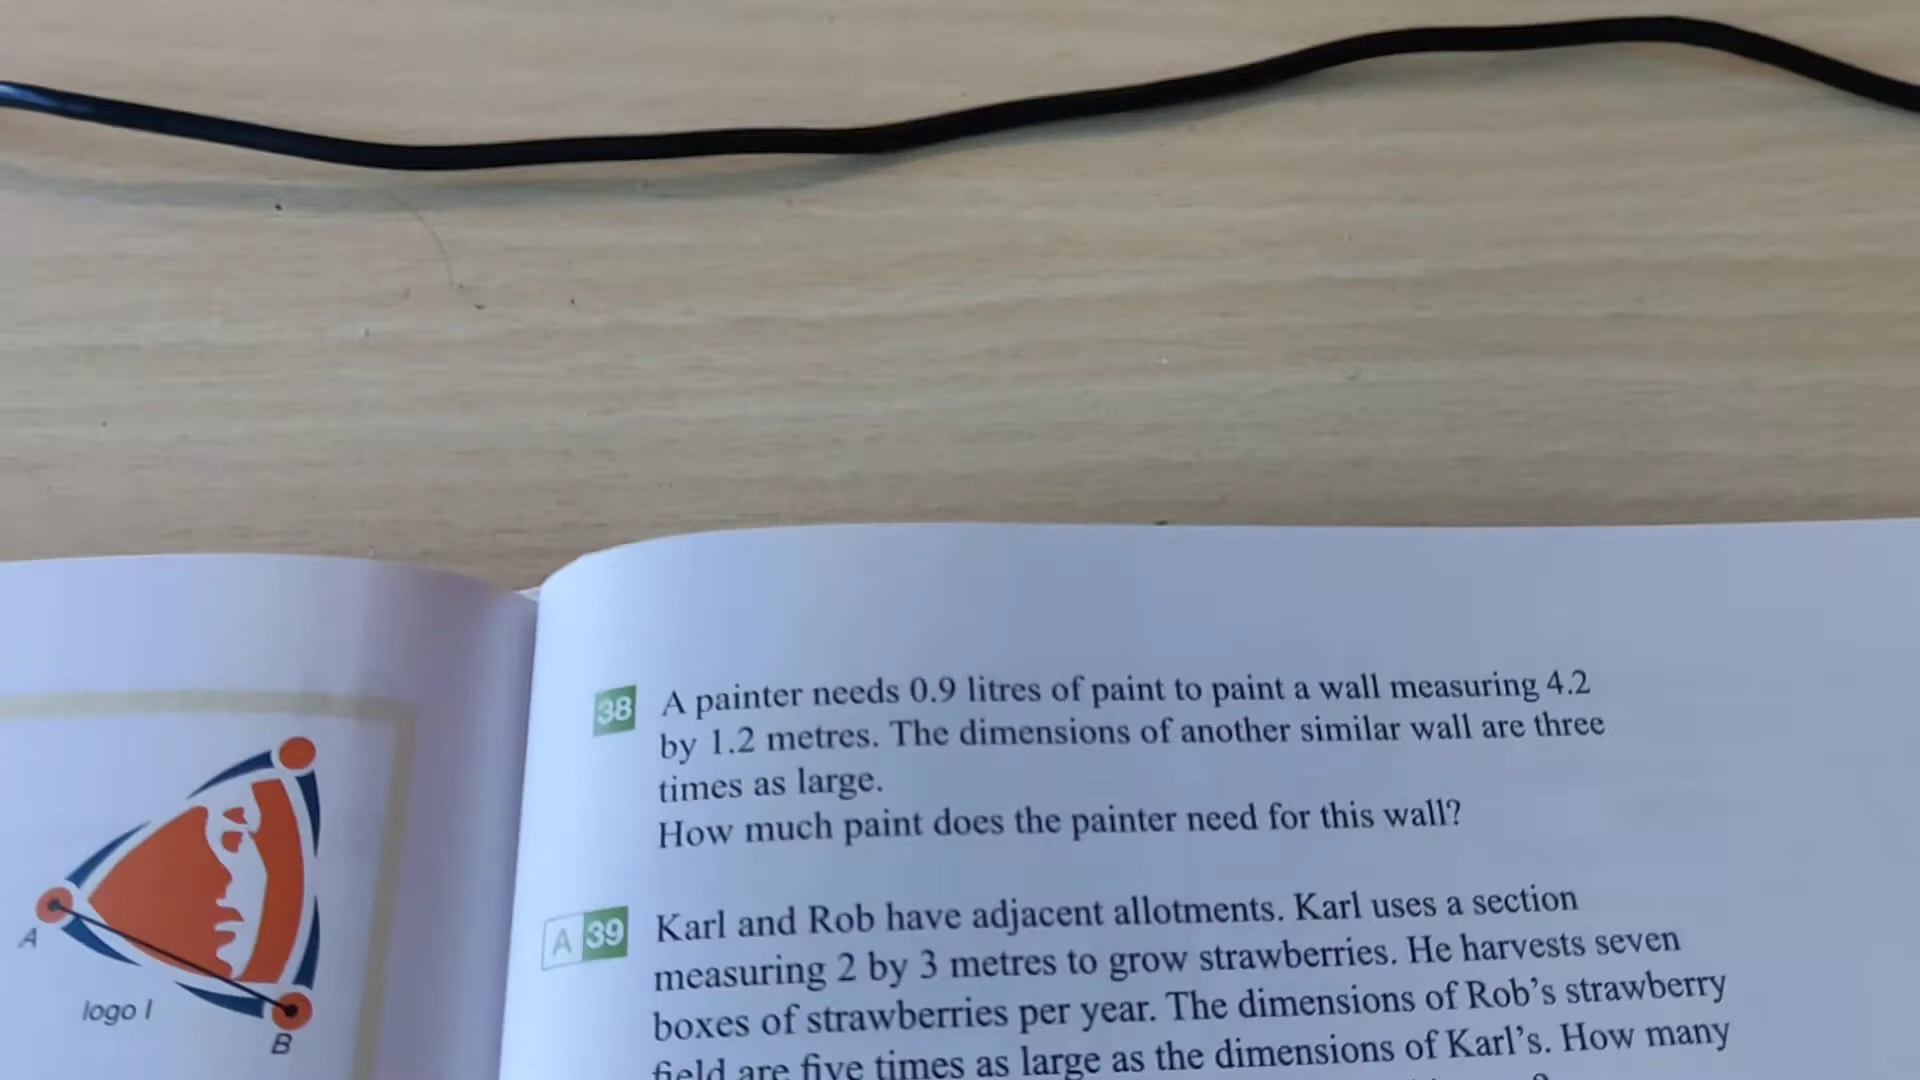 A
logo I
B
38 A painter needs 0.9 litres of paint to paint a wall measuring 4.2
by 1.2 metres. The dimensions of another similar wall are three
times as large.
How much paint does the painter need for this wall?
A 39 Karl and Rob have adjacent allotments. Karl uses a section
measuring 2 by 3 metres to grow strawberries. He harvests seven
boxes of strawberries per year. The dimensions of Rob's strawberry
field are five times as large as the dimensions of Karl's. How many